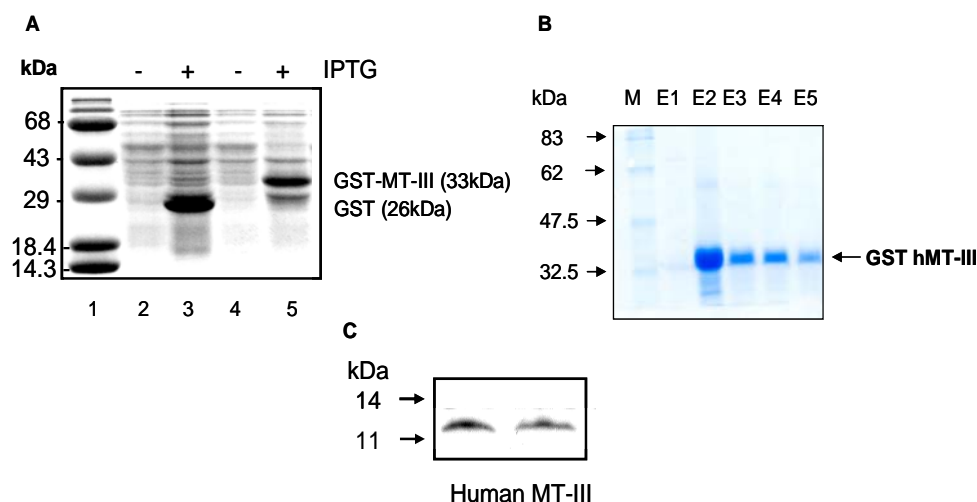 A
kDa - + - + IPTG
68
43
29
18.4
14.3
GST-MT-III (33kDa)
GST (26kDa)
1 2 3 4 5
B
kDa M E1 E2 E3 E4 E5
83
62
47.5
32.5
GST hMT-III
C
kDa
14
11
Human MT-III